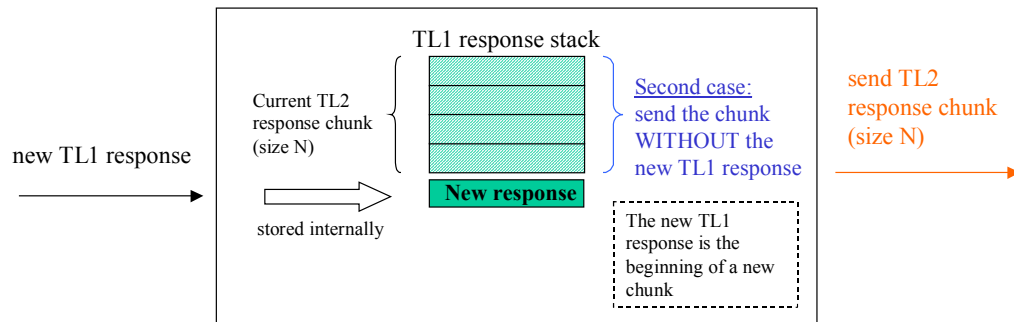 TL1 response stack
Current TL2
response chunk
(size N)
Second case:
send the chunk
WITHOUT the
new TL1 response
send TL2
response chunk
(size N)
new TL1 response
New response
stored internally
The new TL1
response is the
beginning of a new
chunk